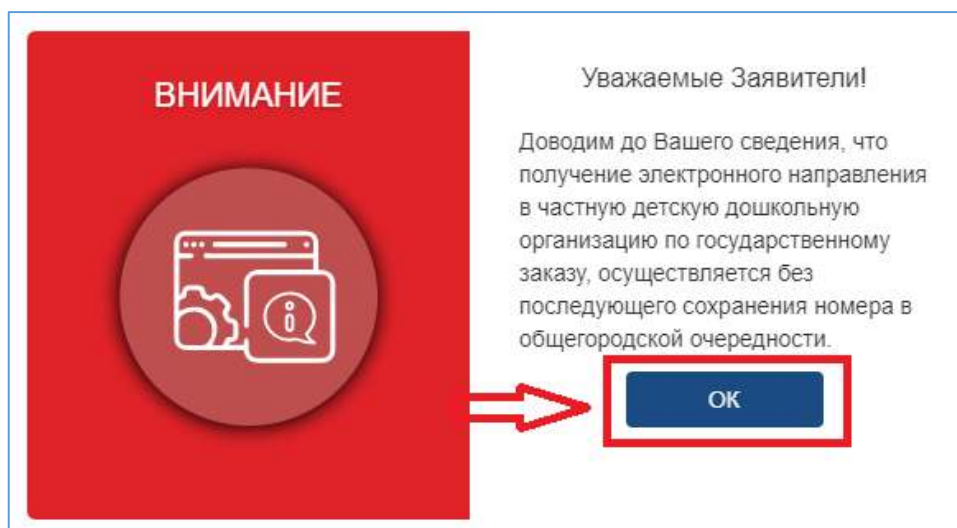 ВНИМАНИЕ
Уважаемые Заявители!
Доводим до Вашего сведения, что
получение электронного направления
в частную детскую дошкольную
организацию по государственному
заказу, осуществляется без
последующего сохранения номера в
общегородской очередности.
ОК